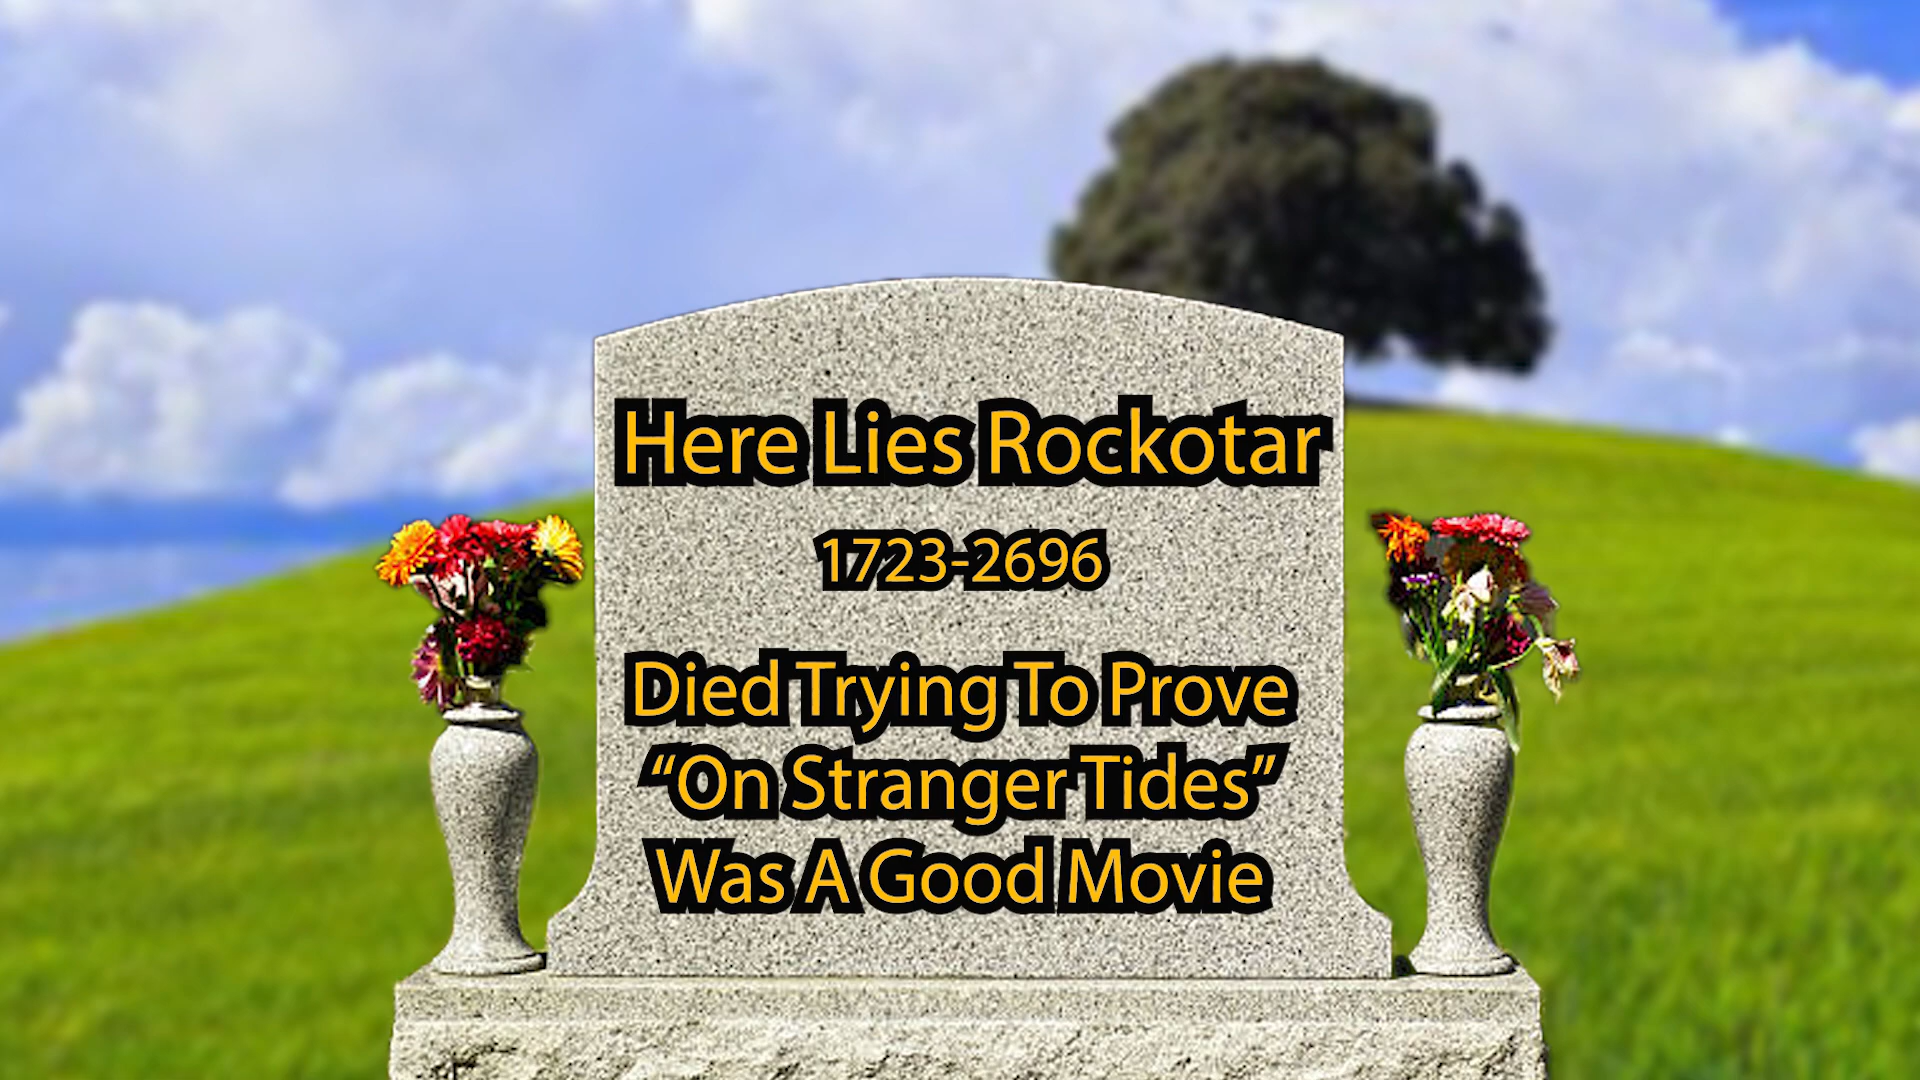 Here Lies Rockotar
1723-2696
Died Trying To Prove
“On Stranger Tides”
Was A Good Movie